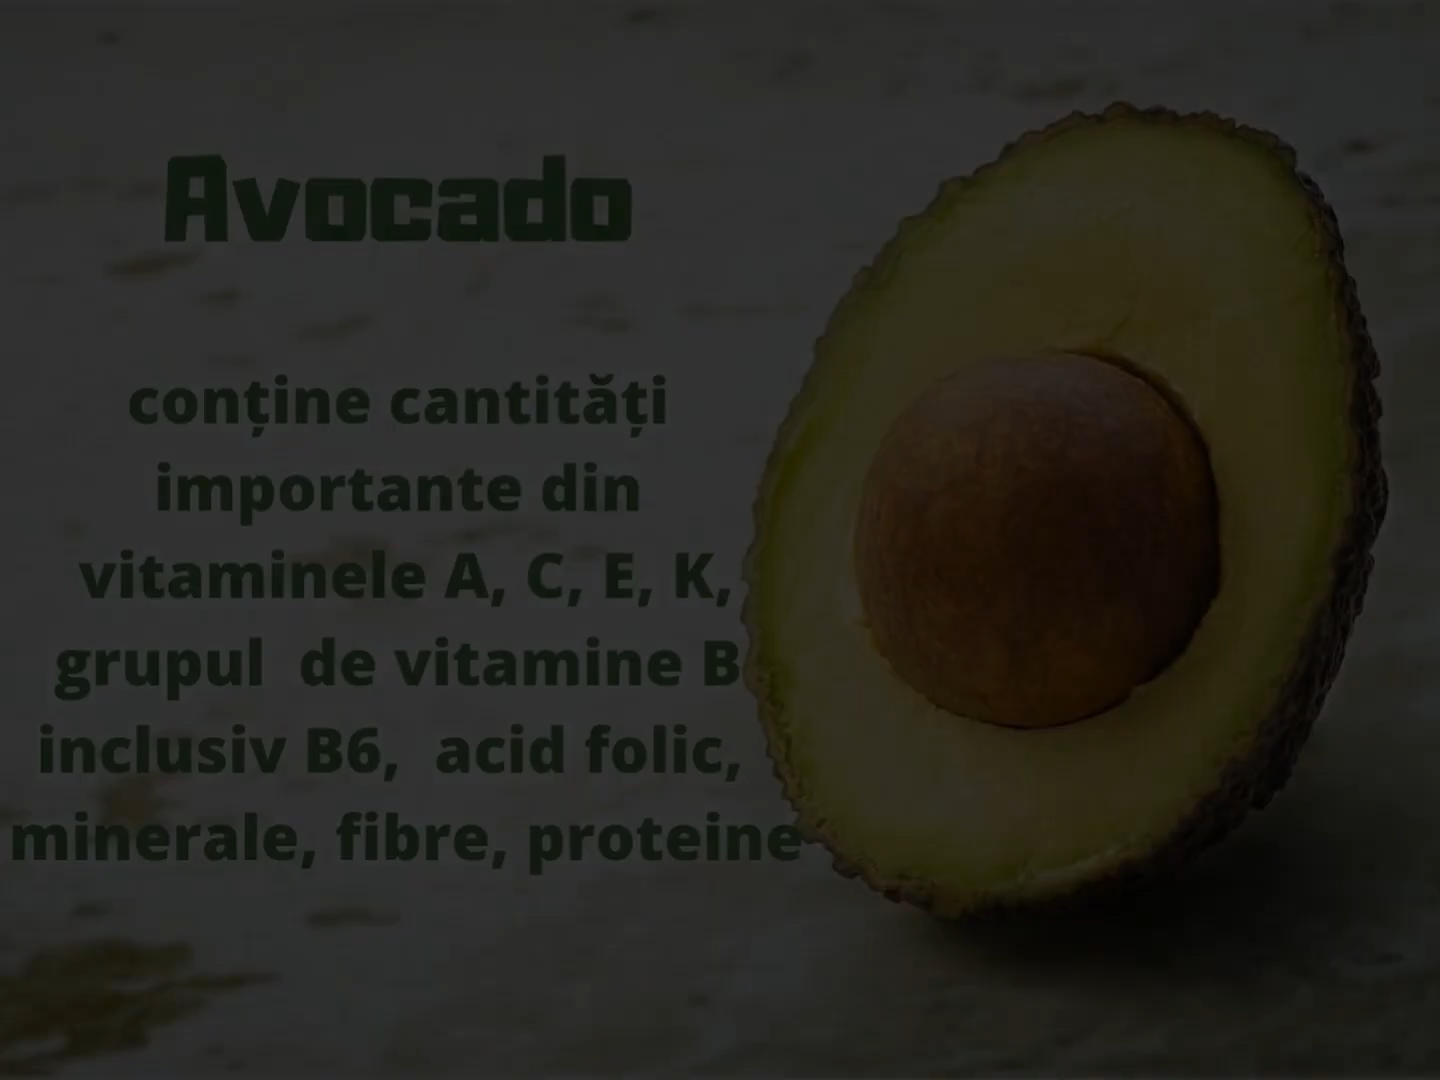 Avocado
conține cantități
importante din
vitaminele A, C, E, K,
grupul  de vitamine B
inclusiv B6,  acid folic,
minerale, fibre, proteine